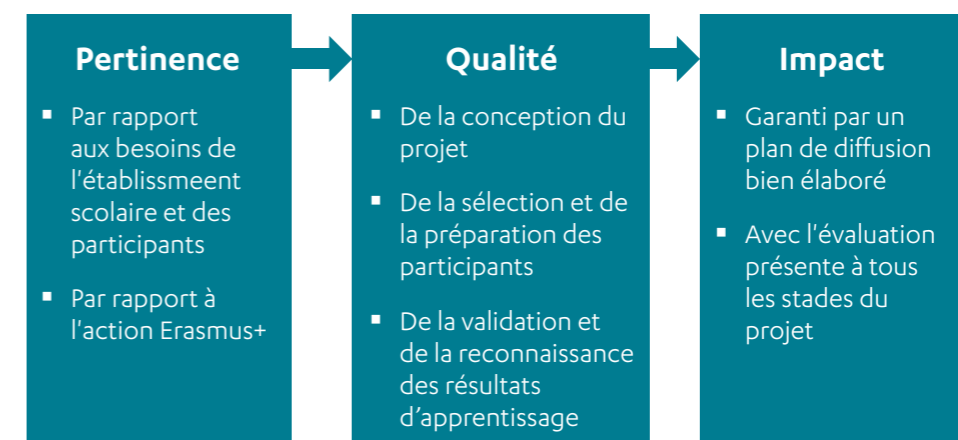 Pertinence
▪ Par rapport
aux besoins de
l'établissmeent
scolaire et des
participants
▪ Par rapport à
l'action Erasmus+
Qualité
▪ De la conception du
projet
▪ De la sélection et de
la préparation des
participants
▪ De la validation et
de la reconnaissance
des résultats
d’apprentissage
Impact
▪ Garanti par un
plan de diffusion
bien élaboré
▪ Avec l'évaluation
présente à tous
les stades du
projet